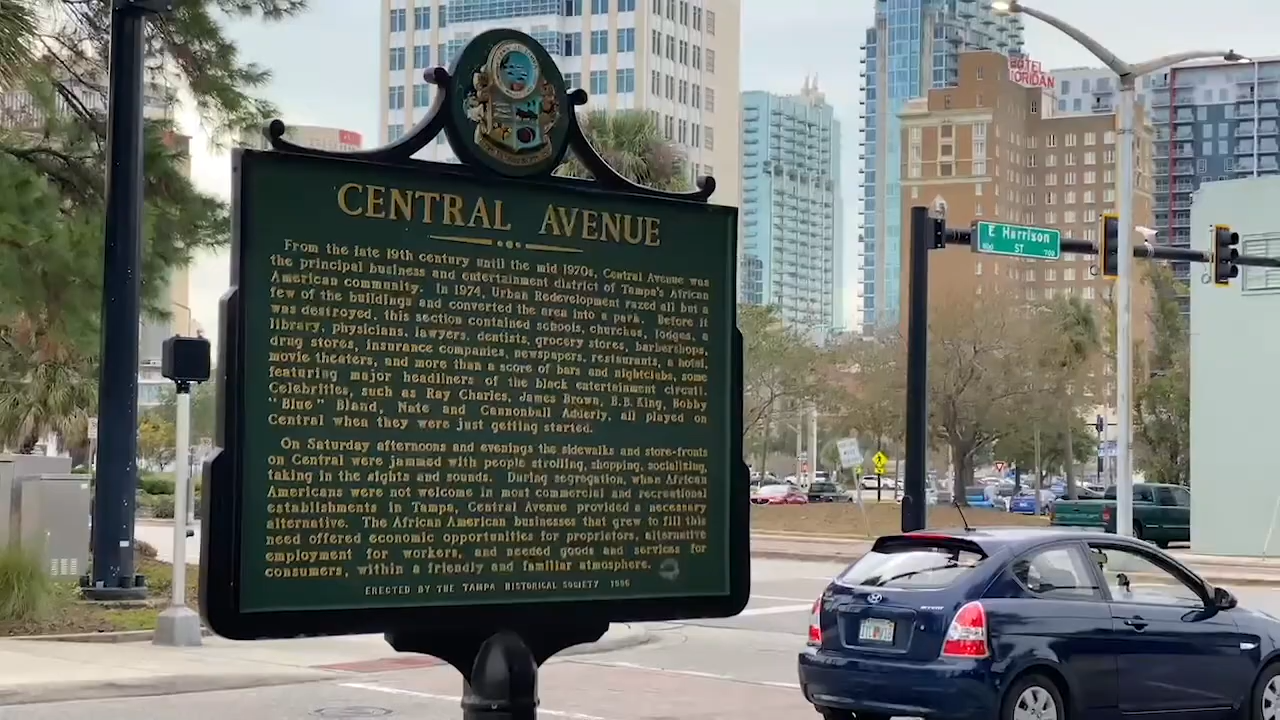 CENTRAL AVENUE
From the late 19th century until the mid 1970s, Central Avenue was
the principal business and entertainment district of Tampa's African
American community. In 1974, Urban Redevelopment razed all but a
few of the buildings and converted the area into a park. Before it
was destroyed, this section contained schools, churches, lodges, a
library, physicians, lawyers, dentists, grocery stores, barbershops,
drug stores, insurance companies, newspapers, restaurants, a hotel,
movie theaters, and more than a score of bars and nightclubs, some
featuring major headliners of the black entertainment circuit.
Celebrities, such as Ray Charles, James Brown, B.B. King, Bobby
"Blue" Bland, Nate and Cannonball Adderly, all played on
Central when they were just getting started.
On Saturday afternoons and evenings the sidewalks and store-fronts
on Central were jammed with people strolling, shopping, socializing,
taking in the sights and sounds. During segregation, when African
Americans were not welcome in most commercial and recreational
establishments in Tampa, Central Avenue provided a necessary
alternative. The African American businesses that grew to fill this
need offered economic opportunities for proprietors, alternative
employment for workers, and needed goods and services for
consumers, within a friendly and familiar atmosphere.
ERECTED BY THE TAMPA HISTORICAL SOCIETY 1996
HOTEL
FLORIDAN
E Harrison
600 ST 700